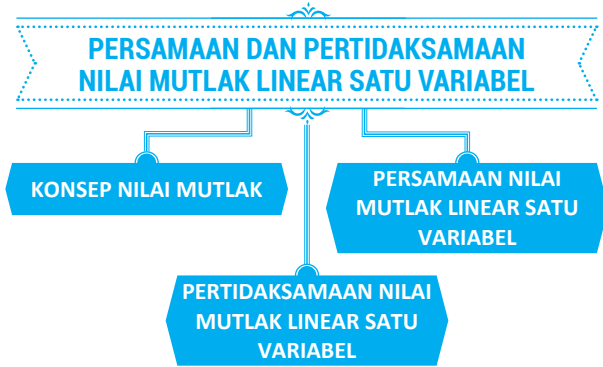 PERSAMAAN DAN PERTIDAKSAMAAN
NILAI MUTLAK LINEAR SATU VARIABEL
KONSEP NILAI MUTLAK
PERSAMAAN NILAI
MUTLAK LINEAR SATU
VARIABEL
PERTIDAKSAMAAN NILAI
MUTLAK LINEAR SATU
VARIABEL